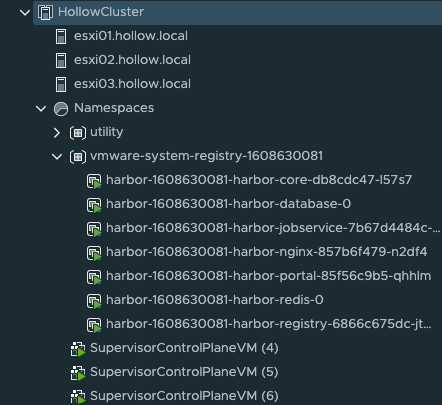 HollowCluster
esxi01.hollow.local
esxi02.hollow.local
esxi03.hollow.local
Namespaces
utility
vmware-system-registry-1608630081
harbor-1608630081-harbor-core-db8cdc47-l57s7
harbor-1608630081-harbor-database-0
harbor-1608630081-harbor-jobservice-7b67d4484c-...
harbor-1608630081-harbor-nginx-857b6f479-n2df4
harbor-1608630081-harbor-portal-85f56c9b5-qhhlm
harbor-1608630081-harbor-redis-0
harbor-1608630081-harbor-registry-6866c675dc-jt...
SupervisorControlPlaneVM (4)
SupervisorControlPlaneVM (5)
SupervisorControlPlaneVM (6)